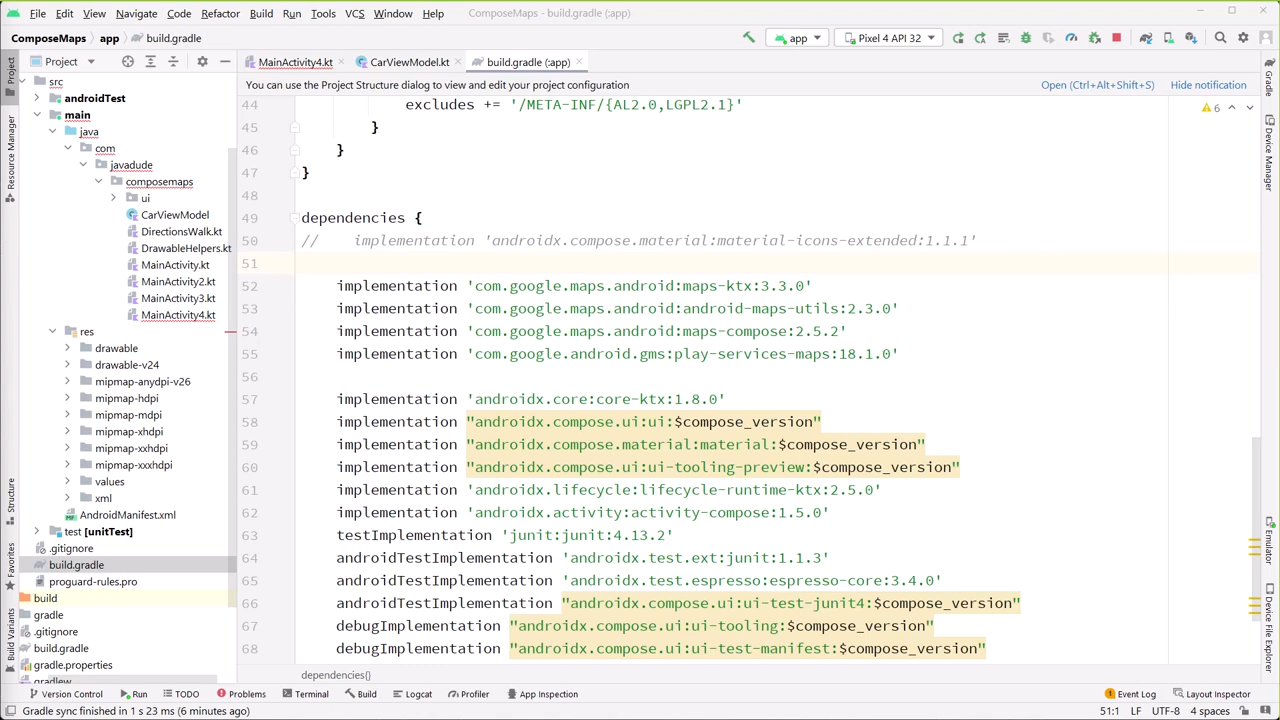 File Edit View Navigate Code Refactor Build Run Tools VCS Window Help ComposeMaps - build.gradle (:app)
ComposeMaps app build.gradle app Pixel 4 API 32
Project MainActivity4.kt CarViewModel.kt build.gradle (:app)
You can use the Project Structure dialog to view and edit your project configuration Open (Ctrl+Alt+Shift+S) Hide notification
Project
Resource Manager
Structure
Favorites
Build Variants
src
androidTest
main
java
com
javadude
composemaps
ui
CarViewModel
DirectionsWalk.kt
DrawableHelpers.kt
MainActivity.kt
MainActivity2.kt
MainActivity3.kt
MainActivity4.kt
res
drawable
drawable-v24
mipmap-anydpi-v26
mipmap-hdpi
mipmap-mdpi
mipmap-xhdpi
mipmap-xxhdpi
mipmap-xxxhdpi
values
xml
AndroidManifest.xml
test [unitTest]
.gitignore
build.gradle
proguard-rules.pro
build
gradle
.gitignore
build.gradle
gradle.properties
gradlew
44 excludes += '/META-INF/{AL2.0,LGPL2.1}'
45 }
46 }
47 }
48
49 dependencies {
50 // implementation 'androidx.compose.material:material-icons-extended:1.1.1'
51
52 implementation 'com.google.maps.android:maps-ktx:3.3.0'
53 implementation 'com.google.maps.android:android-maps-utils:2.3.0'
54 implementation 'com.google.maps.android:maps-compose:2.5.2'
55 implementation 'com.google.android.gms:play-services-maps:18.1.0'
56
57 implementation 'androidx.core:core-ktx:1.8.0'
58 implementation "androidx.compose.ui:ui:$compose_version"
59 implementation "androidx.compose.material:material:$compose_version"
60 implementation "androidx.compose.ui:ui-tooling-preview:$compose_version"
61 implementation 'androidx.lifecycle:lifecycle-runtime-ktx:2.5.0'
62 implementation 'androidx.activity:activity-compose:1.5.0'
63 testImplementation 'junit:junit:4.13.2'
64 androidTestImplementation 'androidx.test.ext:junit:1.1.3'
65 androidTestImplementation 'androidx.test.espresso:espresso-core:3.4.0'
66 androidTestImplementation "androidx.compose.ui:ui-test-junit4:$compose_version"
67 debugImplementation "androidx.compose.ui:ui-tooling:$compose_version"
68 debugImplementation "androidx.compose.ui:ui-test-manifest:$compose_version"
6
Gradle
Device Manager
Emulator
Device File Explorer
dependencies{}
Version Control Run TODO Problems Terminal Build Logcat Profiler App Inspection Event Log Layout Inspector
Gradle sync finished in 1 s 23 ms (6 minutes ago) 51:1 LF UTF-8 4 spaces